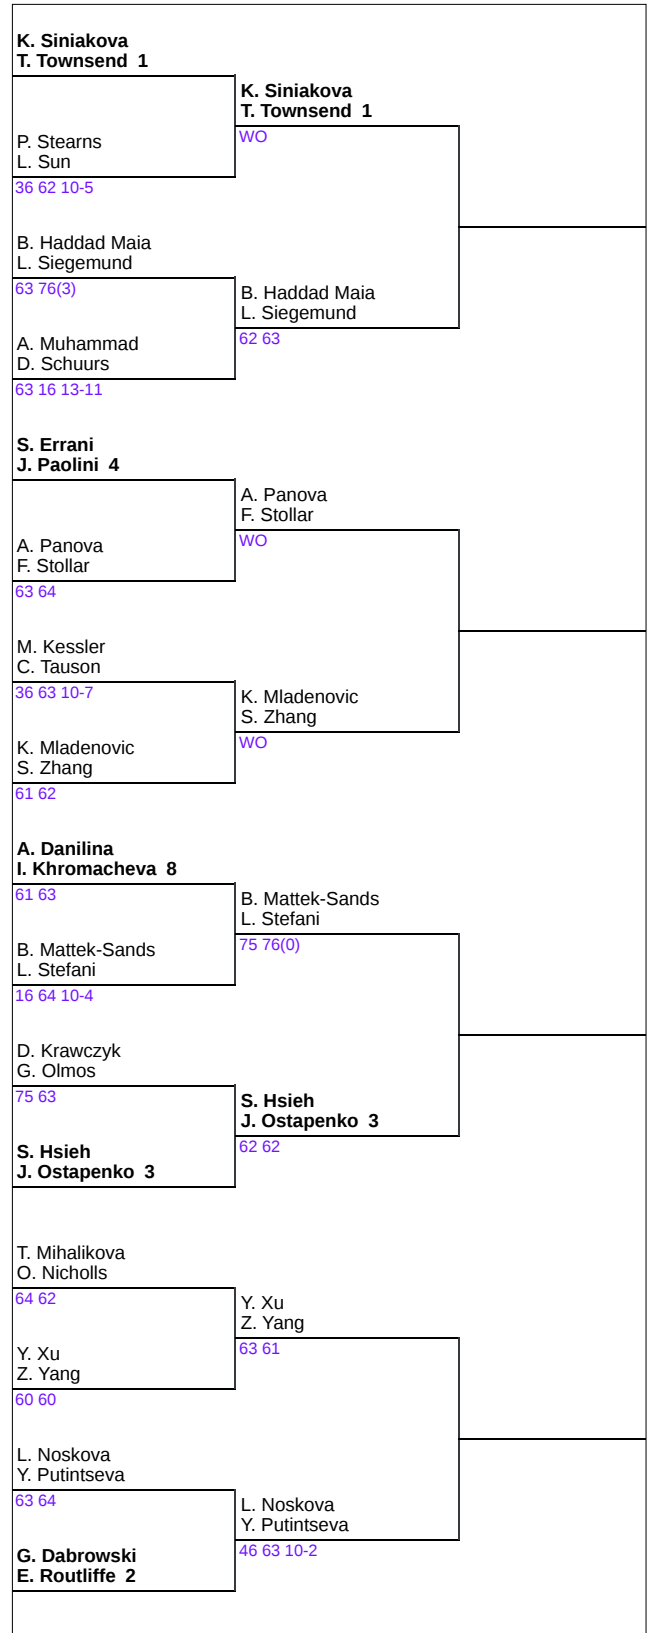 K. Siniakova
T. Townsend 1
K. Siniakova
T. Townsend 1
WO
P. Stearns
L. Sun
36 62 10-5
B. Haddad Maia
L. Siegemund
63 76(3)
B. Haddad Maia
L. Siegemund
62 63
A. Muhammad
D. Schuurs
63 16 13-11
S. Errani
J. Paolini 4
A. Panova
F. Stollar
WO
A. Panova
F. Stollar
63 64
M. Kessler
C. Tauson
36 63 10-7
K. Mladenovic
S. Zhang
WO
K. Mladenovic
S. Zhang
61 62
A. Danilina
I. Khromacheva 8
61 63
B. Mattek-Sands
L. Stefani
75 76(0)
B. Mattek-Sands
L. Stefani
16 64 10-4
D. Krawczyk
G. Olmos
75 63
S. Hsieh
J. Ostapenko 3
62 62
S. Hsieh
J. Ostapenko 3
T. Mihalikova
O. Nicholls
64 62
Y. Xu
Z. Yang
63 61
Y. Xu
Z. Yang
60 60
L. Noskova
Y. Putintseva
63 64
L. Noskova
Y. Putintseva
46 63 10-2
G. Dabrowski
E. Routliffe 2